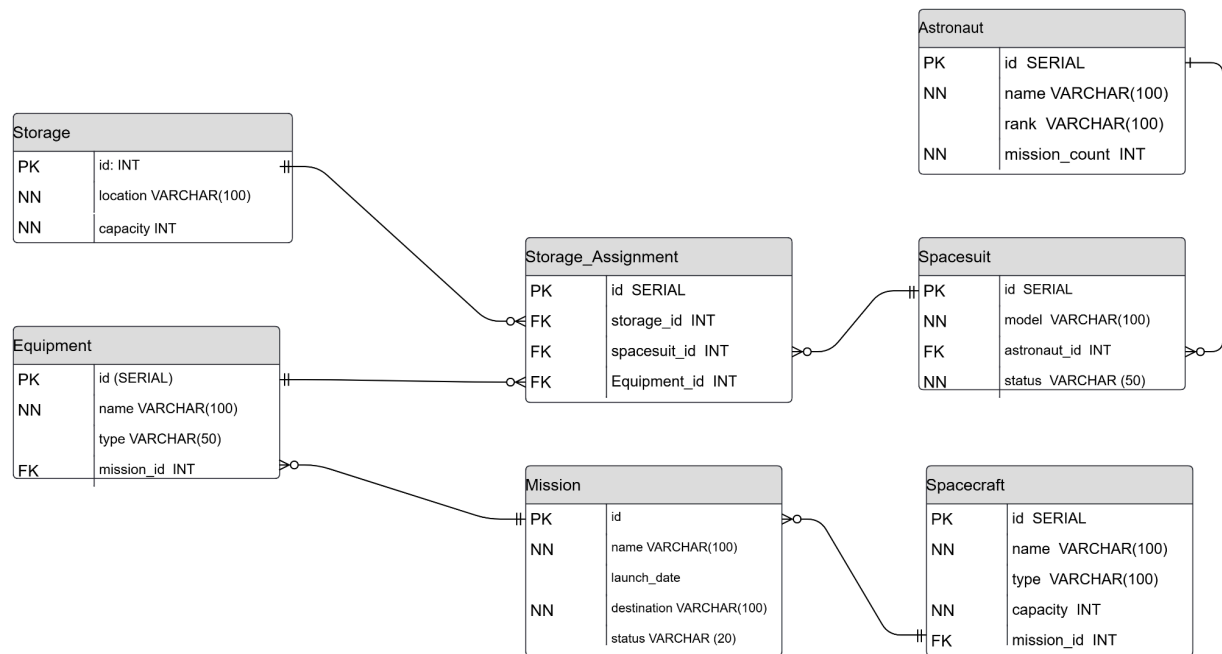 Astronaut
PK id SERIAL
NN name VARCHAR(100)
rank VARCHAR(100)
NN mission_count INT
Storage
PK id: INT
NN location VARCHAR(100)
NN capacity INT
Storage_Assignment
PK id SERIAL
FK storage_id INT
FK spacesuit_id INT
FK Equipment_id INT
Spacesuit
PK id SERIAL
NN model VARCHAR(100)
FK astronaut_id INT
NN status VARCHAR (50)
Equipment
PK id (SERIAL)
NN name VARCHAR(100)
type VARCHAR(50)
FK mission_id INT
Mission
PK id
NN name VARCHAR(100)
launch_date
NN destination VARCHAR(100)
status VARCHAR (20)
Spacecraft
PK id SERIAL
NN name VARCHAR(100)
type VARCHAR(100)
NN capacity INT
FK mission_id INT